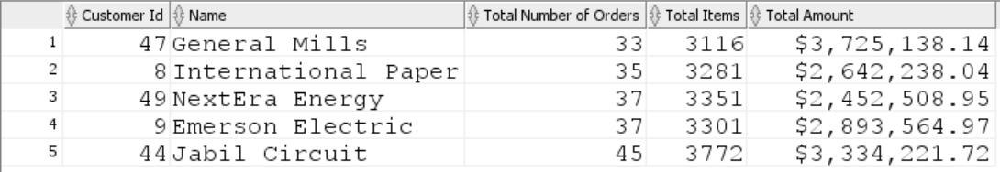 Customer Id Name Total Number of Orders Total Items Total Amount
1 47 General Mills 33 3116 $3,725,138.14
2 8 International Paper 35 3281 $2,642,238.04
3 49 NextEra Energy 37 3351 $2,452,508.95
4 9 Emerson Electric 37 3301 $2,893,564.97
5 44 Jabil Circuit 45 3772 $3,334,221.72